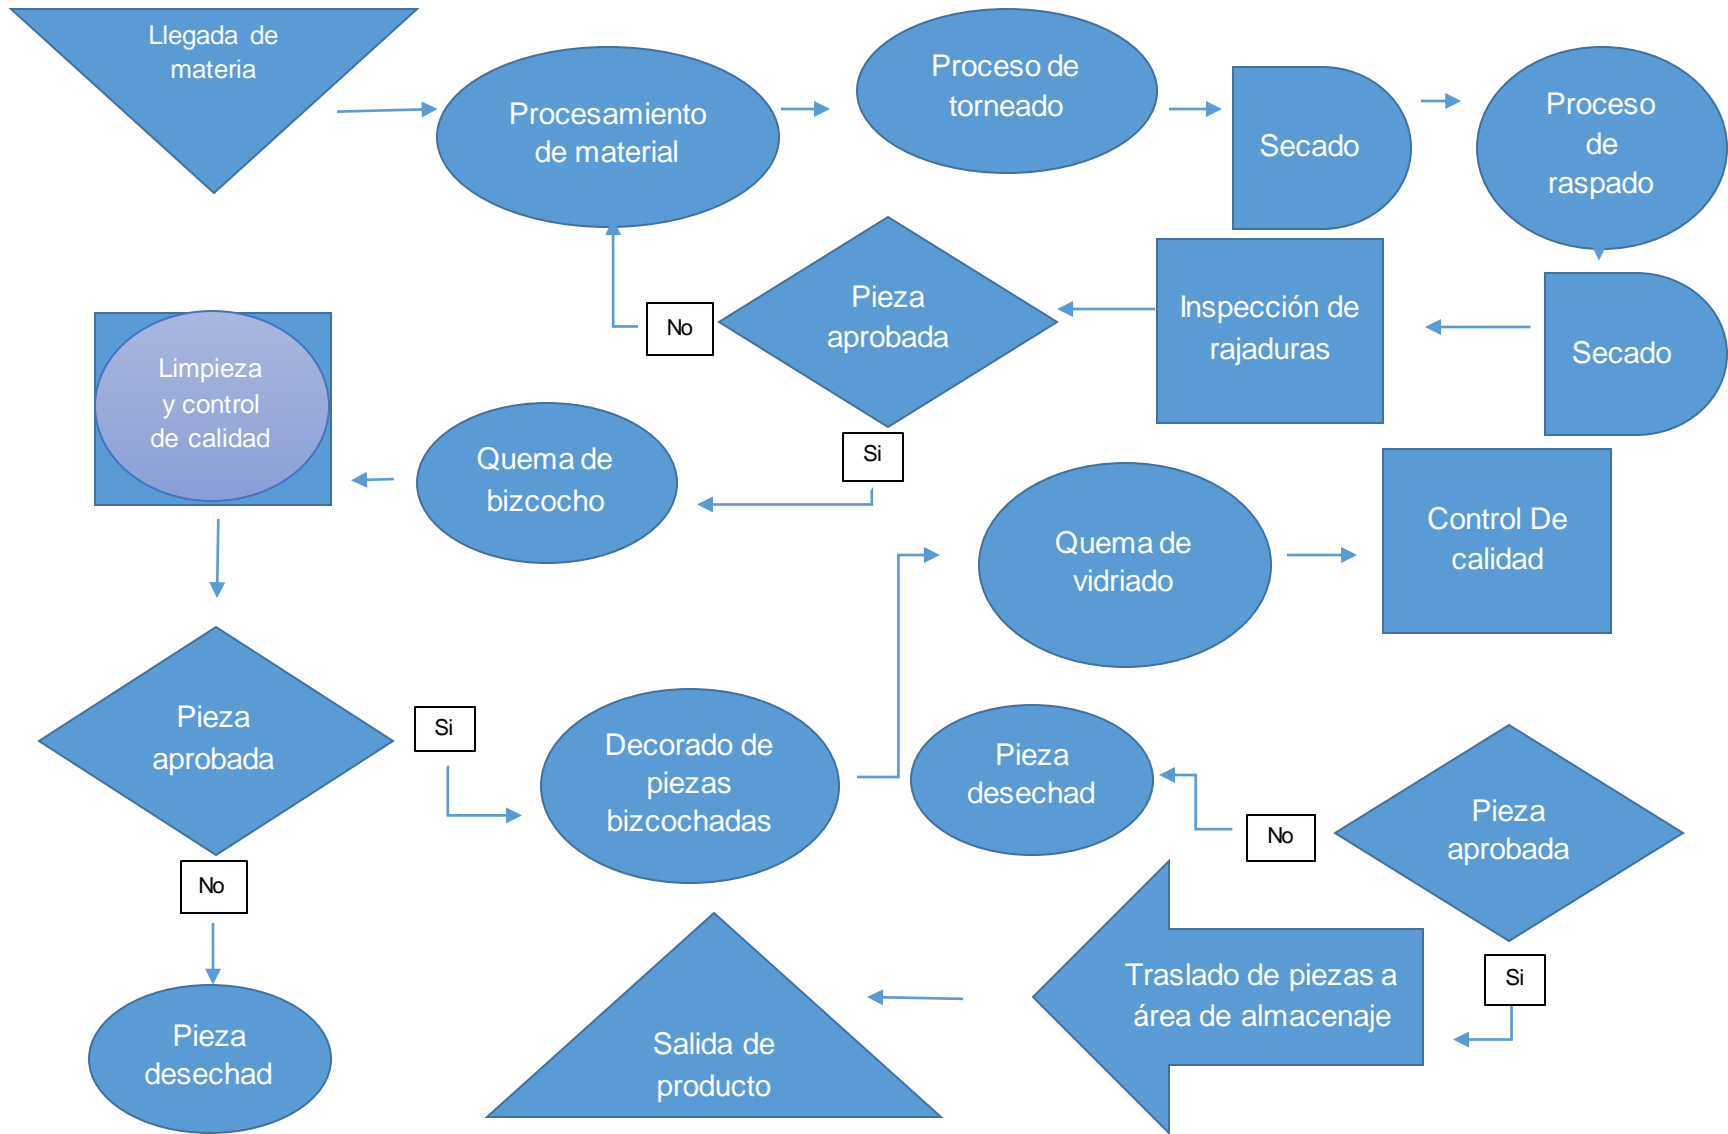 Llegada de
materia
Procesamiento
de material
Proceso de
torneado
Secado
Proceso
de
raspado
Secado
Inspección de
rajaduras
Pieza
aprobada
No
Si
Quema de
bizcocho
Limpieza
y control
de calidad
Pieza
aprobada
No
Pieza
desechad
Si
Decorado de
piezas
bizcochadas
Quema de
vidriado
Control De
calidad
Pieza
aprobada
No
Pieza
desechad
Si
Traslado de piezas a
área de almacenaje
Salida de
producto